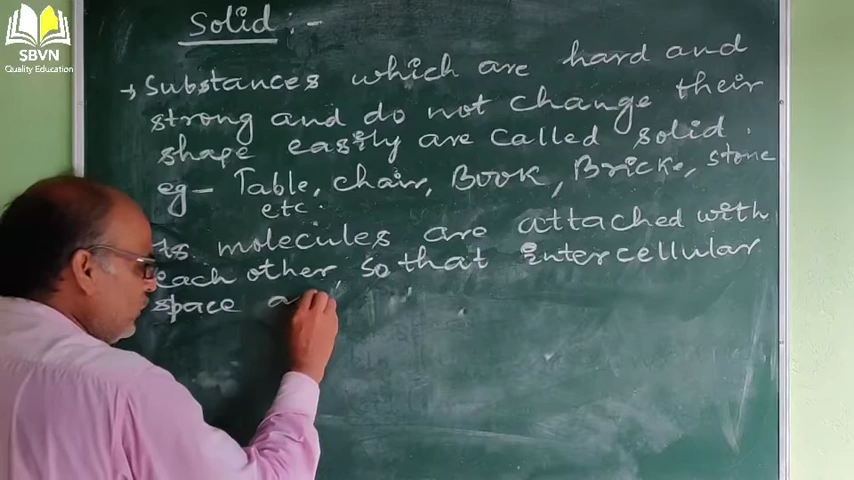 SBVN
Quality Education
Solid :-
→ Substances which are hard and
strong and do not change their
shape easily are called solid.
eg- Table, chair, Book, Bricks, stone
etc.
Its molecules are attached with
each other so that intercellular
space a